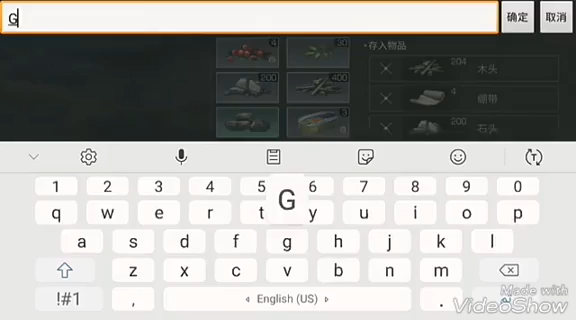 G
确定
取消
4
30
200
400
3
存入物品
204 木头
4 绷带
200 石头
1 2 3 4 5 6 7 8 9 0
G
q w e r t y u i o p
a s d f g h j k l
z x c v b n m
!#1 , English (US) .
Made with
VideoShow